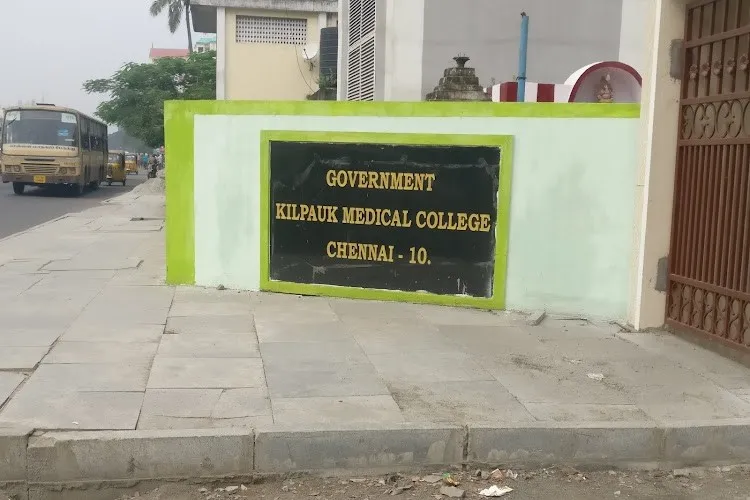 GOVERNMENT
KILPAUK MEDICAL COLLEGE
CHENNAI - 10.